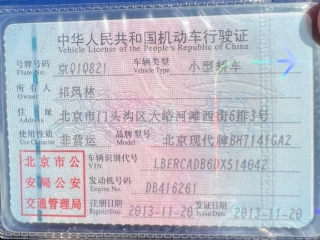 中华人民共和国机动车行驶证
Vehicle License of the People's Republic of China
号牌号码 京Q10821 车辆类型 小型轿车
Plate No. Vehicle Type
所有人 祁凤林
Owner
住址 北京市门头沟区大峪河滩西街6排3号
Address
使用性质 非营运 品牌型号 北京现代牌BH7141GAZ
Use Character Model
北京市公 车辆识别代号 LBERCADB6DX514042
安局公安 VIN
交通管理局 发动机号码 DB416261
Engine No.
注册日期 2013-11-20 发证日期 2013-11-20
Register Date Issue Date